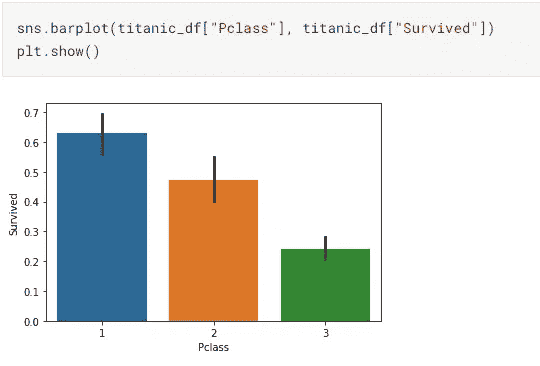 sns.barplot(titanic_df["Pclass"], titanic_df["Survived"])
plt.show()
0.7
0.6
0.5
0.4
0.3
0.2
0.1
0.0
Survived
1 2 3
Pclass